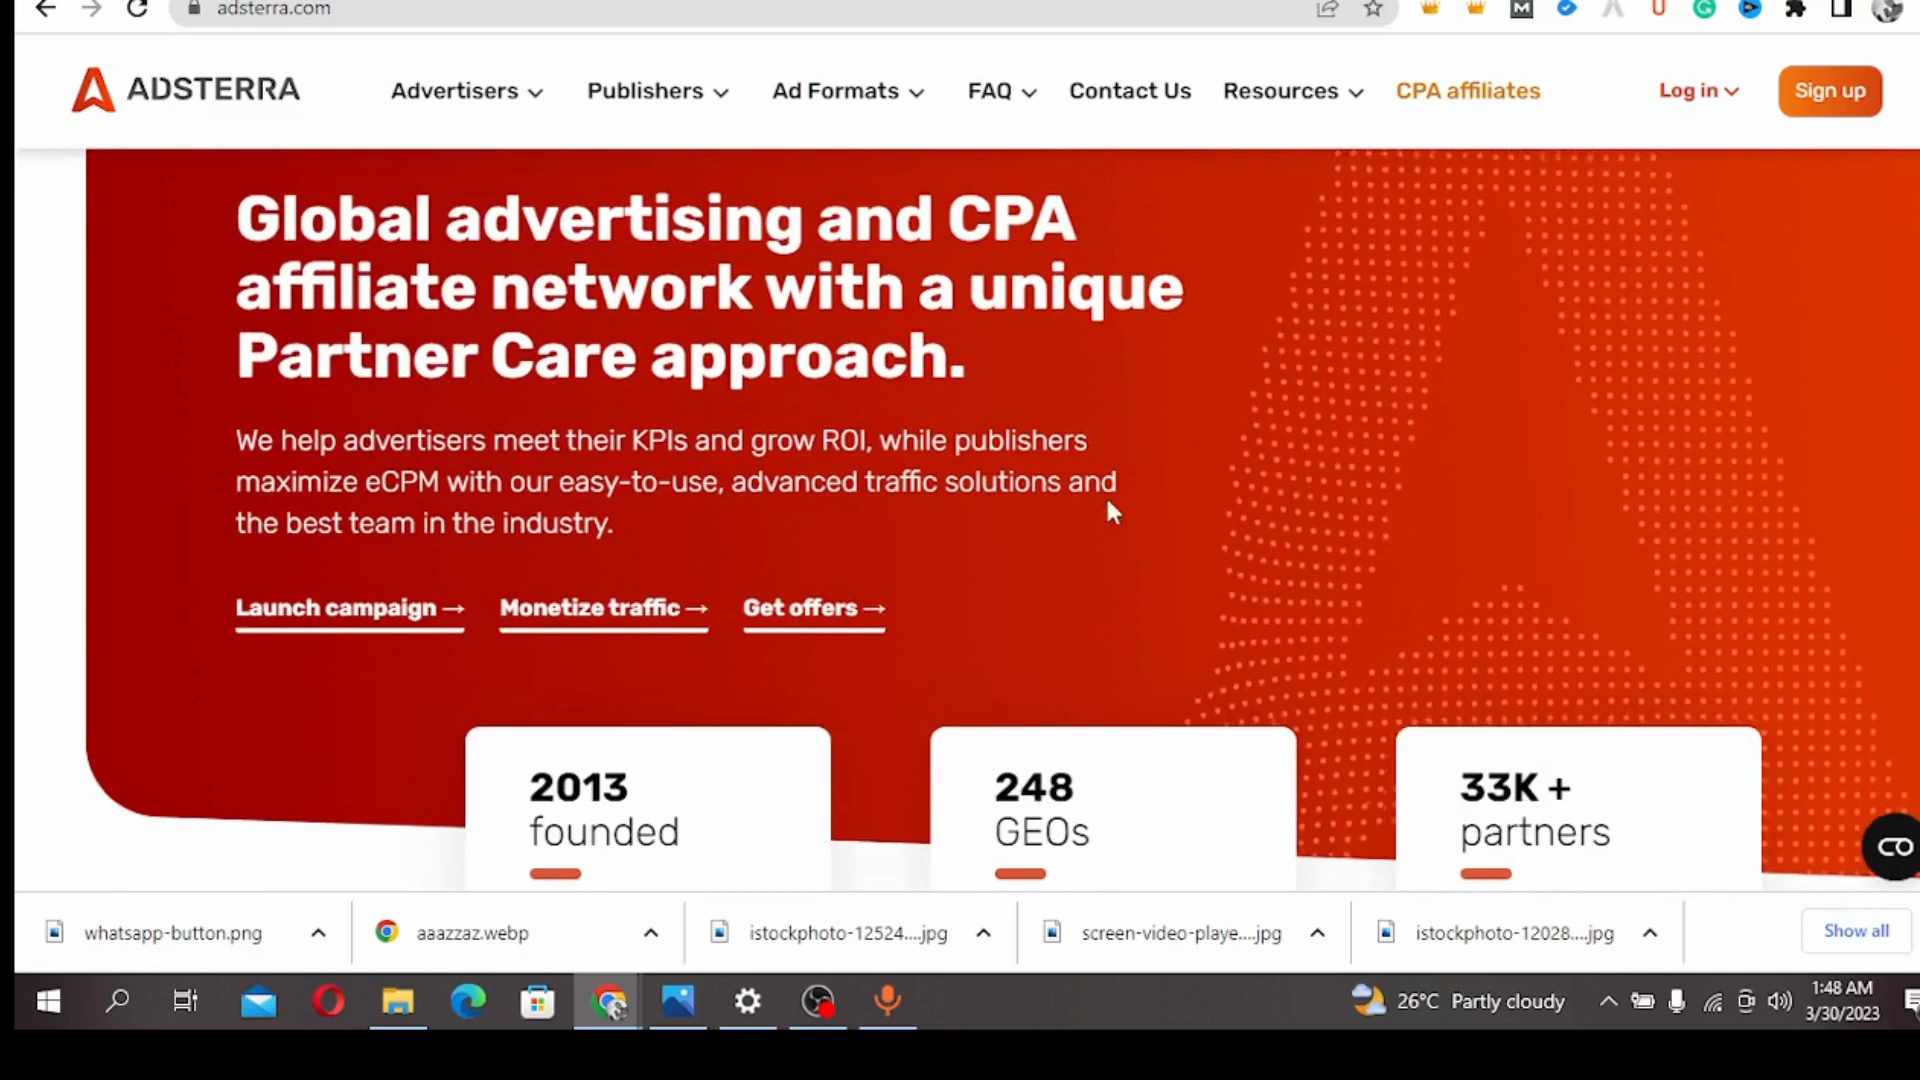 adsterra.com
ADSTERRA
Advertisers
Publishers
Ad Formats
FAQ
Contact Us
Resources
CPA affiliates
Log in
Sign up
Global advertising and CPA
affiliate network with a unique
Partner Care approach.
We help advertisers meet their KPIs and grow ROI, while publishers
maximize eCPM with our easy-to-use, advanced traffic solutions and
the best team in the industry.
Launch campaign →
Monetize traffic →
Get offers →
2013
founded
248
GEOs
33K +
partners
whatsapp-button.png
aaazzaz.webp
istockphoto-12524....jpg
screen-video-playe....jpg
istockphoto-12028....jpg
Show all
26°C Partly cloudy
1:48 AM
3/30/2023